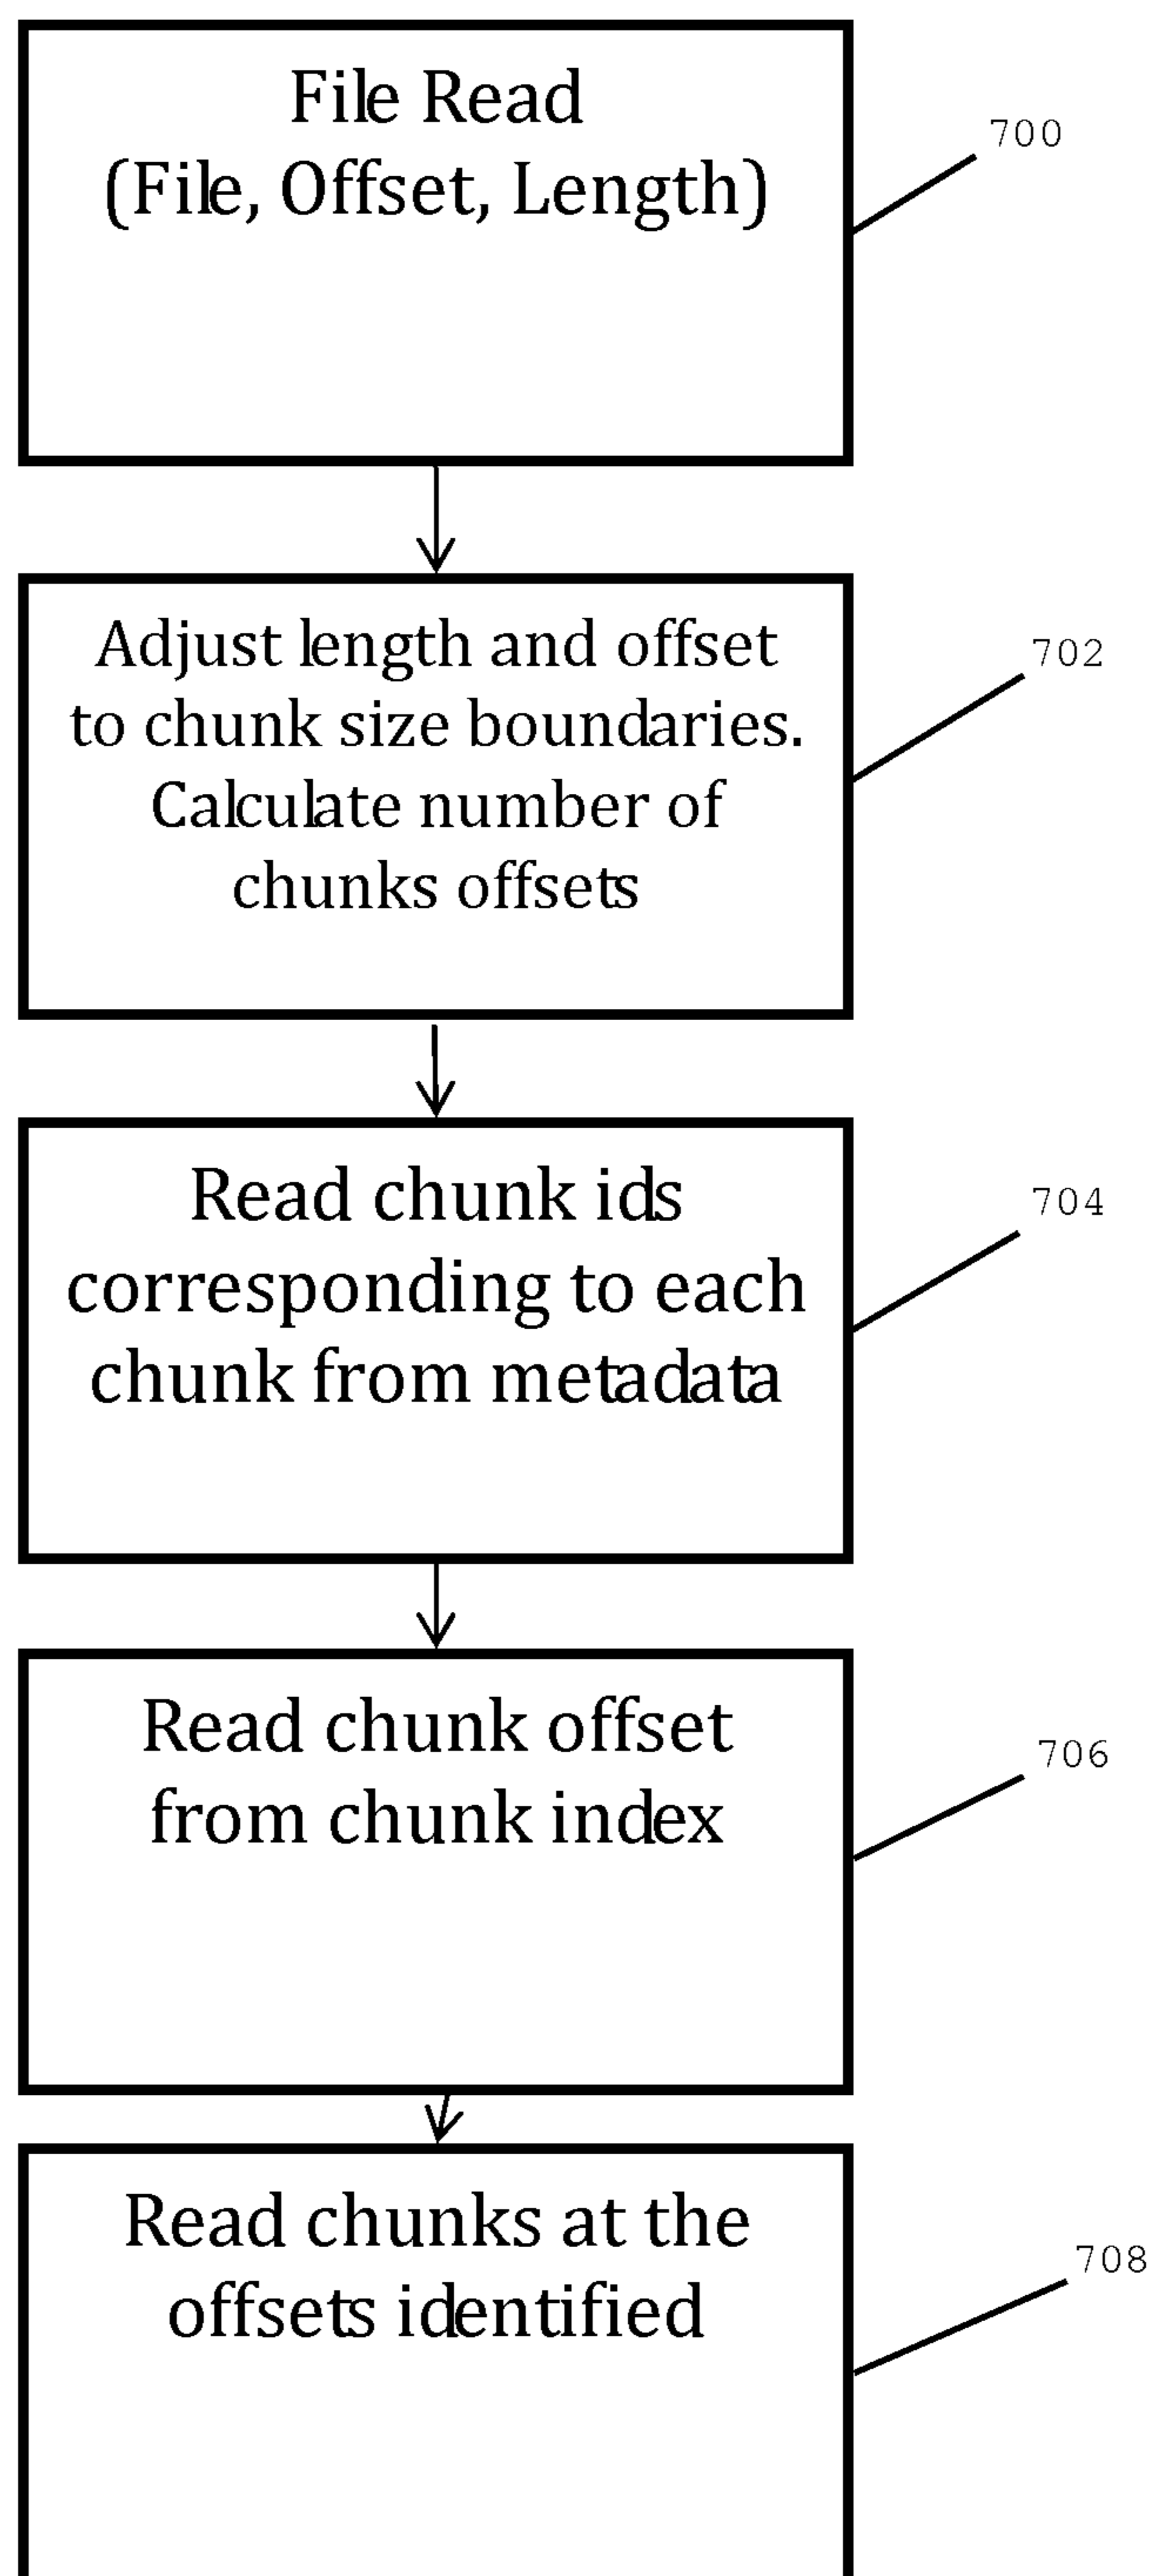 File Read
(File, Offset, Length)
700
Adjust length and offset
to chunk size boundaries.
Calculate number of
chunks offsets
702
Read chunk ids
corresponding to each
chunk from metadata
704
Read chunk offset
from chunk index
706
Read chunks at the
offsets identified
708